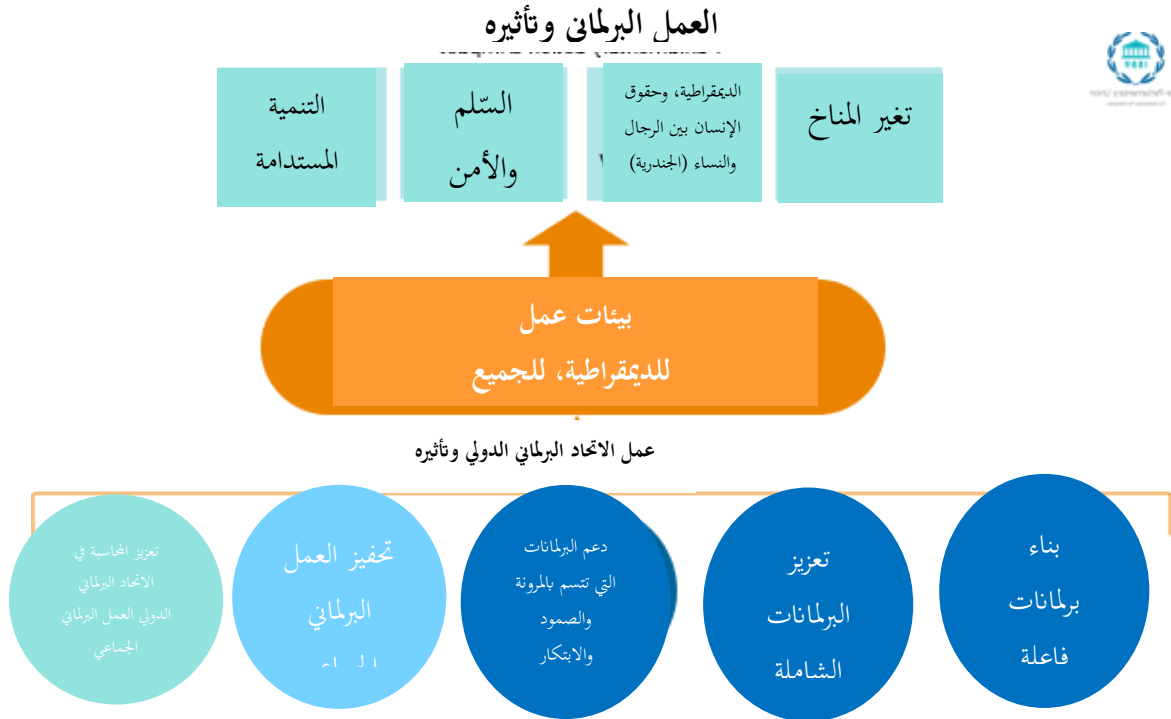 العمل البرلماني وتأثيره
تغير المناخ
الديمقراطية، وحقوق
الإنسان بين الرجال
والنساء (الجندرية)
السّلم
والأمن
التنمية
المستدامة
بيئات عمل
للديمقراطية، للجميع
عمل الاتحاد البرلماني الدولي وتأثيره
بناء
برلمانات
فاعلة
تعزيز
البرلمانات
الشاملة
دعم البرلمانات
التي تتسم بالمرونة
والصمود
والابتكار
تحفيز العمل
البرلماني
تعزيز المحاسبة في
الاتحاد البرلماني
الدولي العمل البرلماني
الجماعي